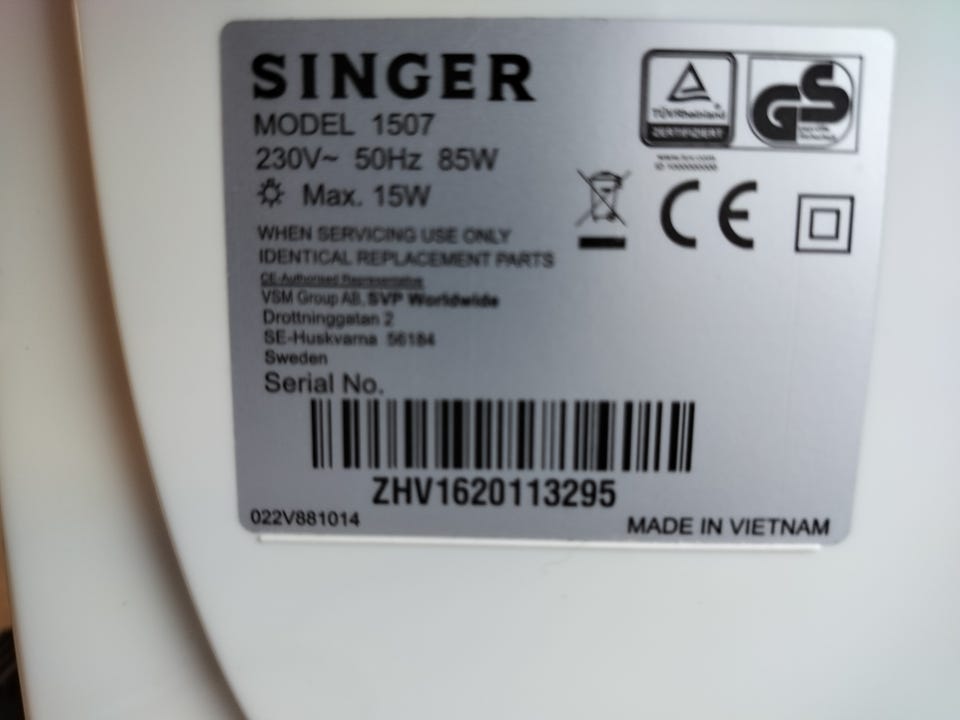 SINGER
MODEL 1507
230V~ 50Hz 85W
Max. 15W
WHEN SERVICING USE ONLY
IDENTICAL REPLACEMENT PARTS
CE-Authorised Representative
VSM Group AB, SVP Worldwide
Drottninggatan 2
SE-Huskvarna 56184
Sweden
Serial No.
ZHV1620113295
022V881014
MADE IN VIETNAM
TÜVRheinland
ZERTIFIZIERT
GS
CE